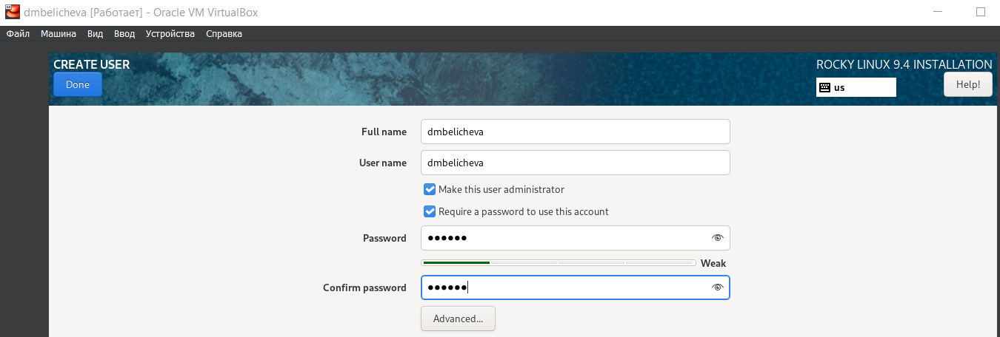 dmbelicheva [Работает] - Oracle VM VirtualBox
Файл Машина Вид Ввод Устройства Справка
CREATE USER
ROCKY LINUX 9.4 INSTALLATION
Done
us
Help!
Full name
dmbelicheva
User name
dmbelicheva
Make this user administrator
Require a password to use this account
Password
●●●●●●
Weak
Confirm password
●●●●●●
Advanced...